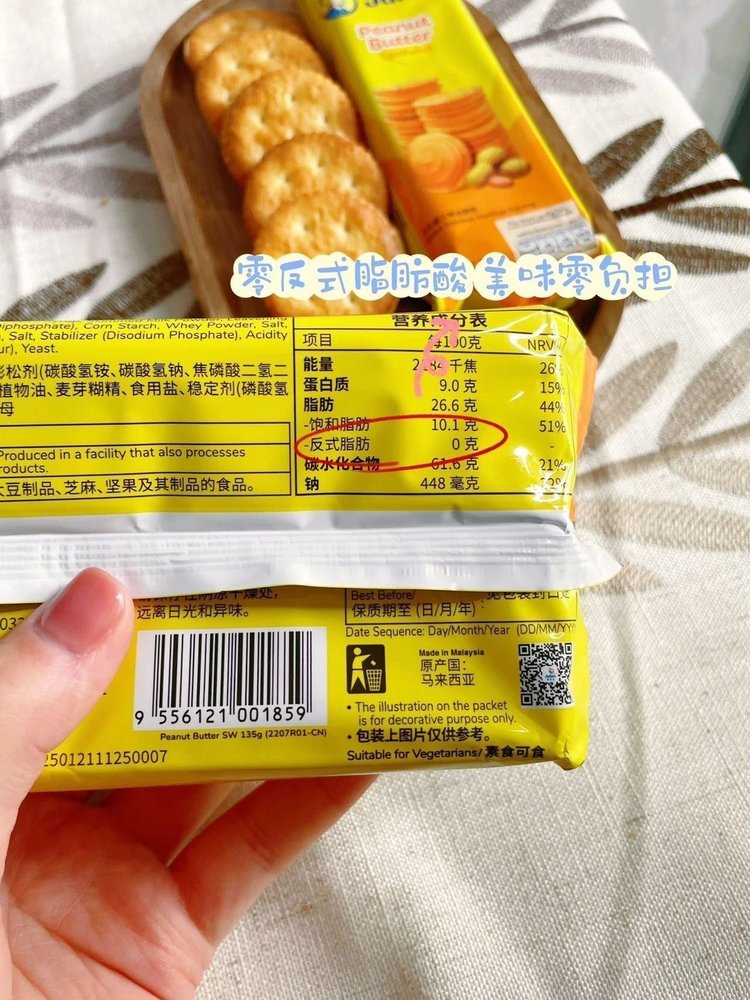 Peanut
Butter
零反式脂肪酸 美味零负担
(Diphosphate), Corn Starch, Whey Powder, Salt,
Salt, Stabilizer (Disodium Phosphate), Acidity
Yeast.
松剂(碳酸氢铵、碳酸氢钠、焦磷酸二氢二
植物油、麦芽糊精、食用盐、稳定剂(磷酸氢
母
Produced in a facility that also processes
大豆制品、芝麻、坚果及其制品的食品。
营养成分表
项目 NRV%
能量 千焦 26%
蛋白质 9.0 克 15%
脂肪 26.6 克 44%
-饱和脂肪 10.1 克 51%
-反式脂肪 0 克 -
碳水化合物 61.6 克 21%
钠 448 毫克
远离日光和异味。
Best Before/
保质期至 (日/月/年) :
Date Sequence: Day/Month/Year (DD/MM/YY
Made in Malaysia
原产国：
马来西亚
9 556121 001859
Peanut Butter SW 135g (2207R01-CN)
• The illustration on the packet
is for decorative purpose only.
• 包装上图片仅供参考。
25012111250007
Suitable for Vegetarians/ 素食可食